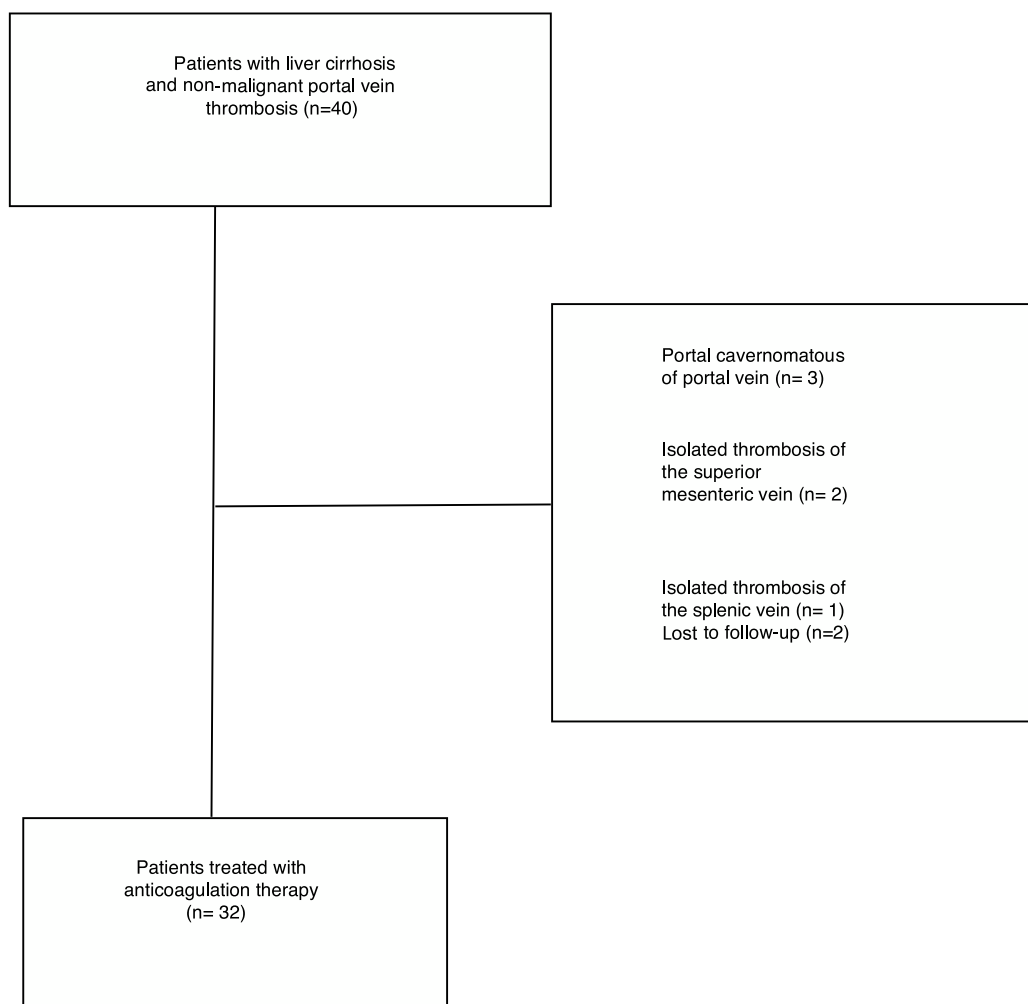 Patients with liver cirrhosis
and non-malignant portal vein
thrombosis (n=40)
Portal cavernomatous
of portal vein (n= 3)
Isolated thrombosis of
the superior
mesenteric vein (n= 2)
Isolated thrombosis of
the splenic vein (n= 1)
Lost to follow-up (n=2)
Patients treated with
anticoagulation therapy
(n= 32)